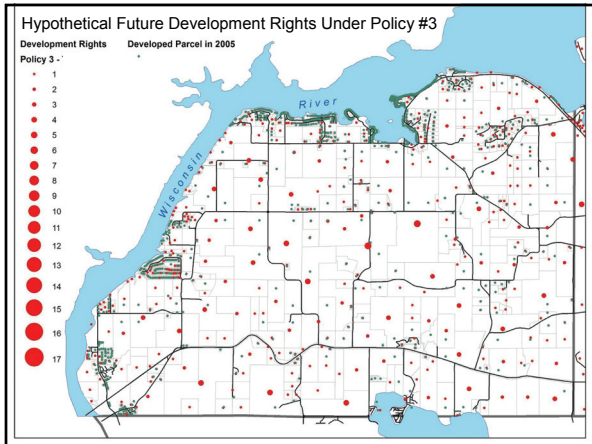 Hypothetical Future Development Rights Under Policy #3
Development Rights
Developed Parcel in 2005
Policy 3 -
1
2
3
4
5
6
7
8
9
10
11
12
13
14
15
16
17
Wisconsin
River